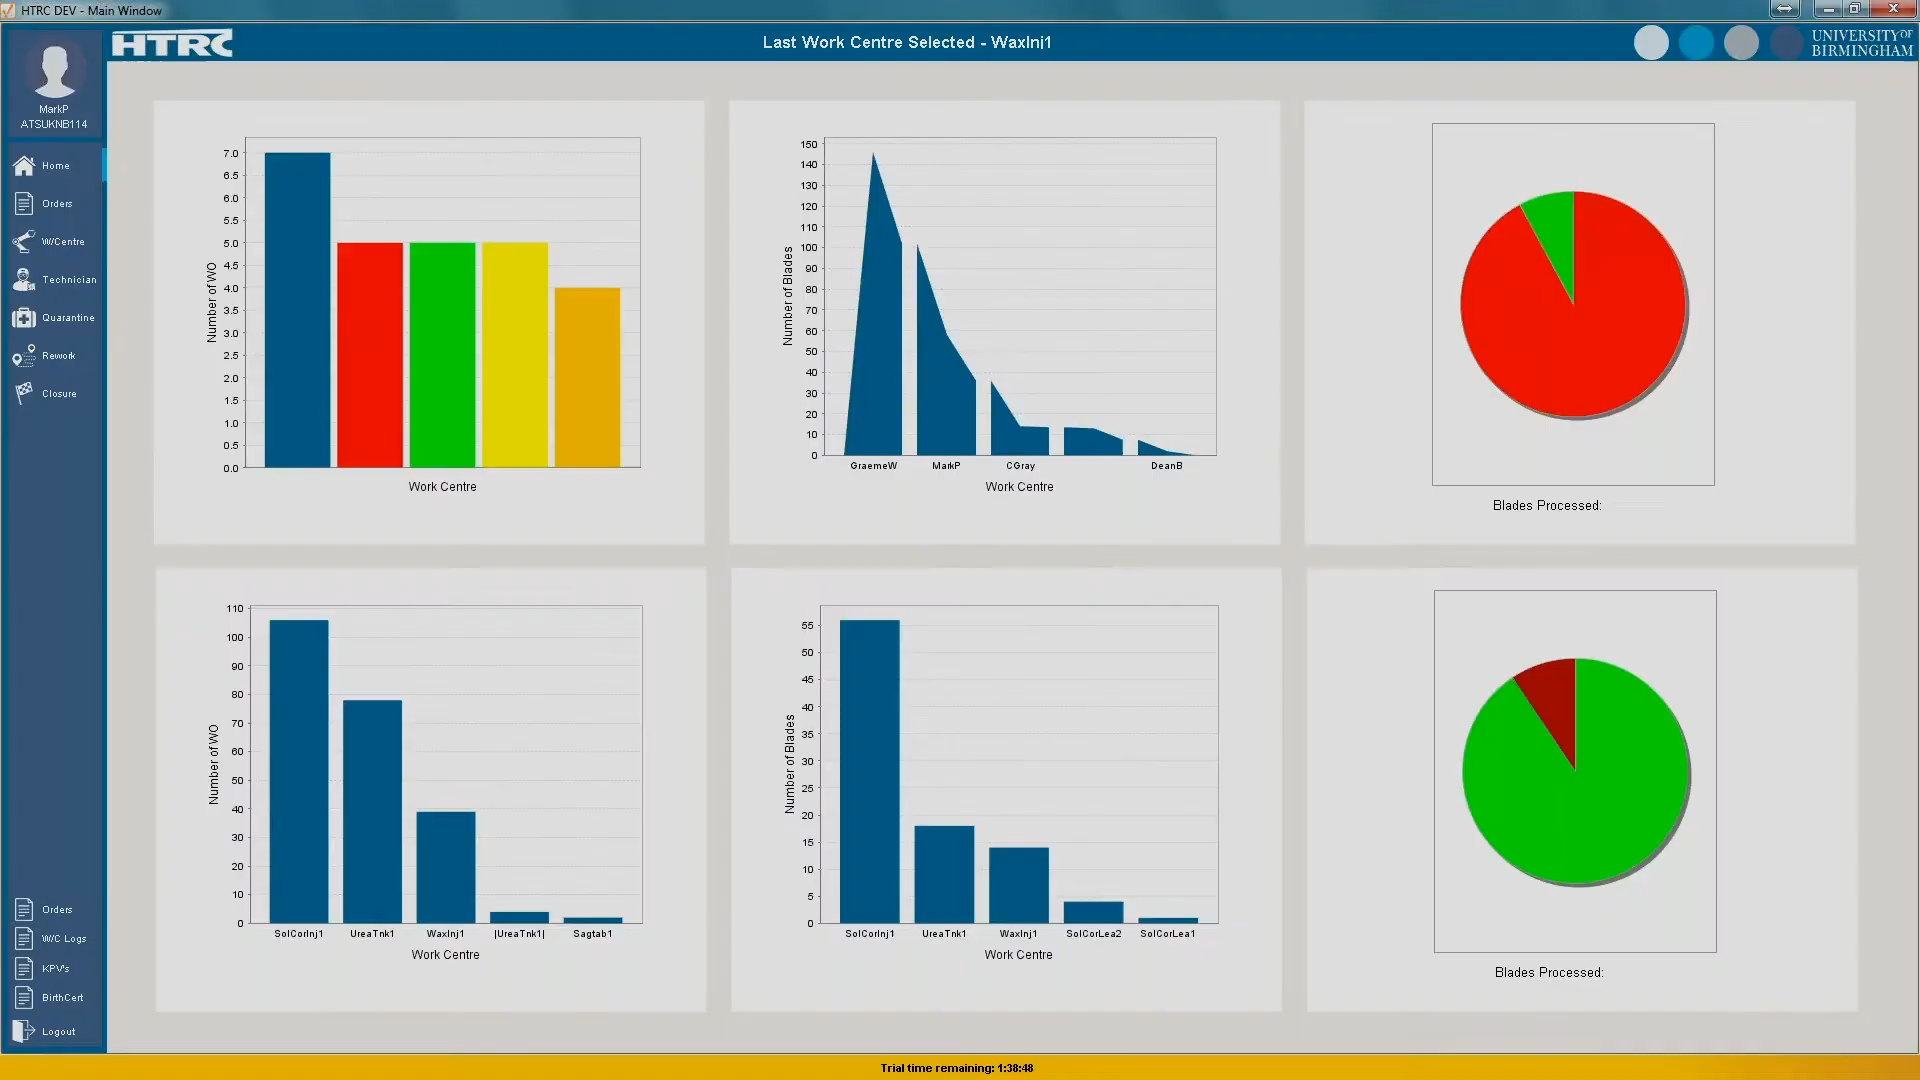 HTRC DEV - Main Window
HTRC
Last Work Centre Selected - WaxInj1
UNIVERSITY OF
BIRMINGHAM
MarkP
ATSUKNB114
Home
Orders
W/Centre
Technician
Quarantine
Rework
Closure
Orders
W/C Logs
KPV's
BirthCert
Logout
Number of WO
7.0
6.5
6.0
5.5
5.0
4.5
4.0
3.5
3.0
2.5
2.0
1.5
1.0
0.5
0.0
Work Centre
Number of Blades
150
140
130
120
110
100
90
80
70
60
50
40
30
20
10
0
GraemeW MarkP CGray DeanB
Work Centre
Blades Processed:
Number of WO
110
100
90
80
70
60
50
40
30
20
10
0
SolCorInj1 UreaTnk1 WaxInj1 |UreaTnk1| Sagtab1
Work Centre
Number of Blades
55
50
45
40
35
30
25
20
15
10
5
0
SolCorInj1 UreaTnk1 WaxInj1 SolCorLea2 SolCorLea1
Work Centre
Blades Processed:
Trial time remaining: 1:38:48